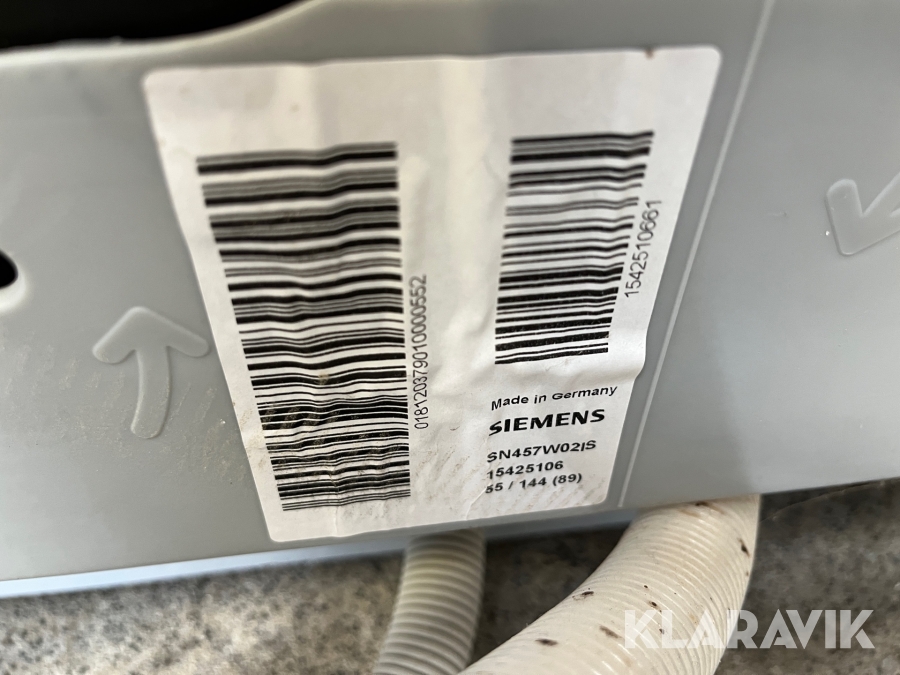 018120379010000552
1542510661
Made in Germany
SIEMENS
SN457W02IS
15425106
55 / 144 (89)
KLARAVIK